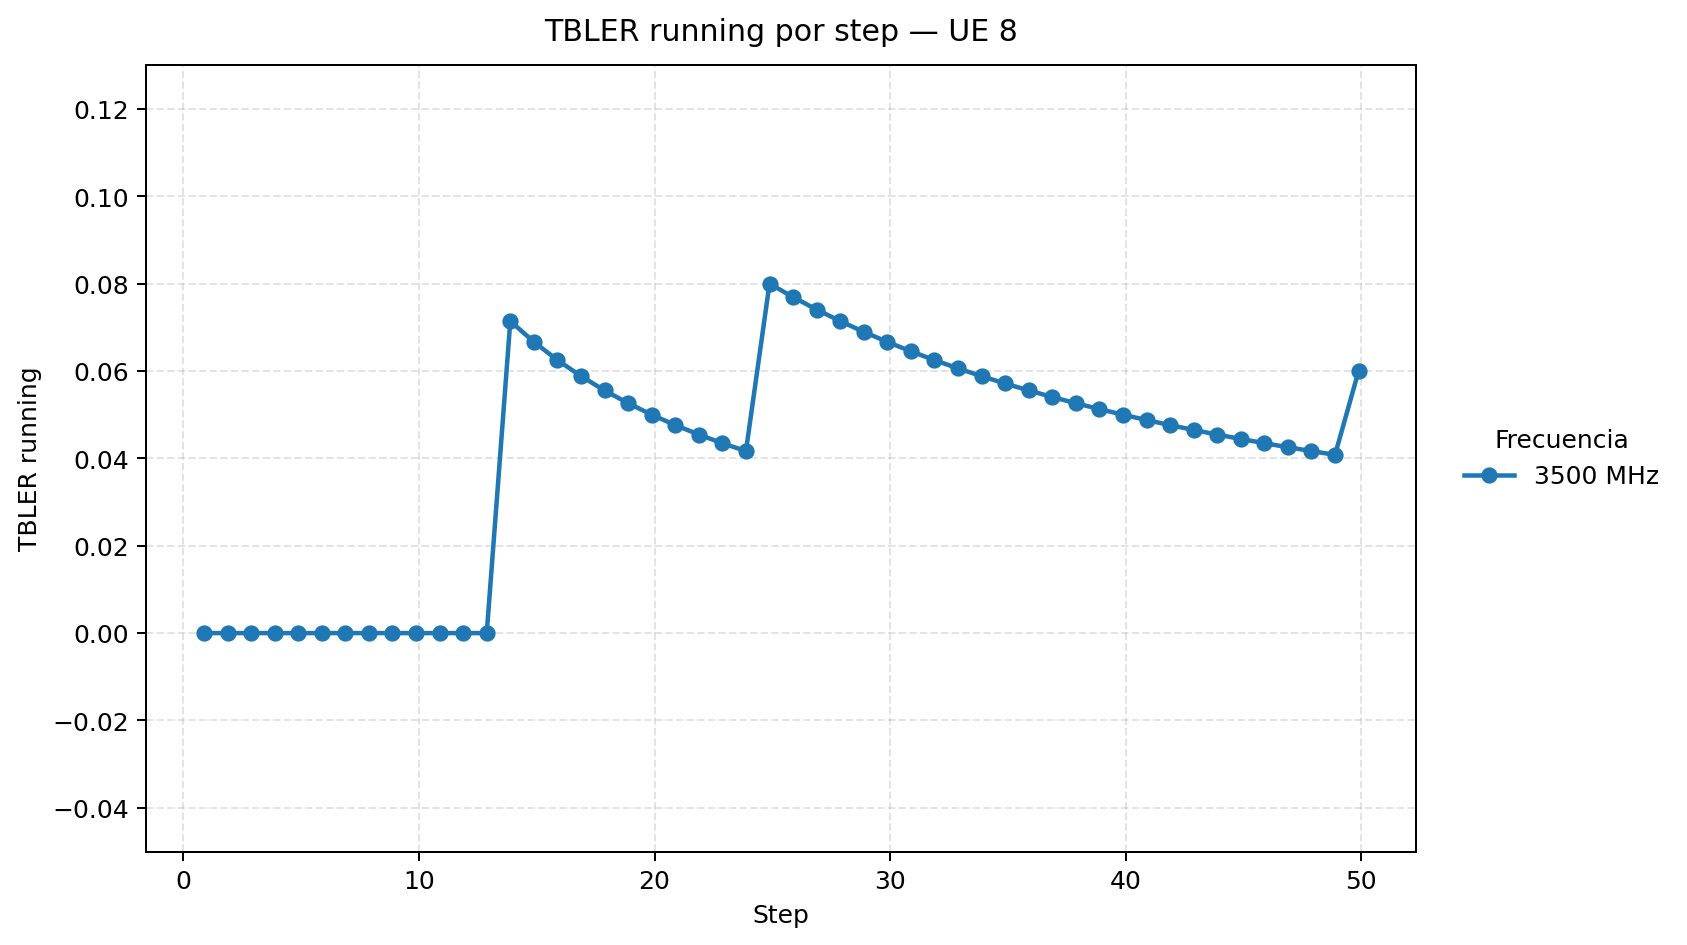 TBLER running por step — UE 8
TBLER running
0.12
0.10
0.08
0.06
0.04
0.02
0.00
−0.02
−0.04
0 10 20 30 40 50
Step
Frecuencia
3500 MHz